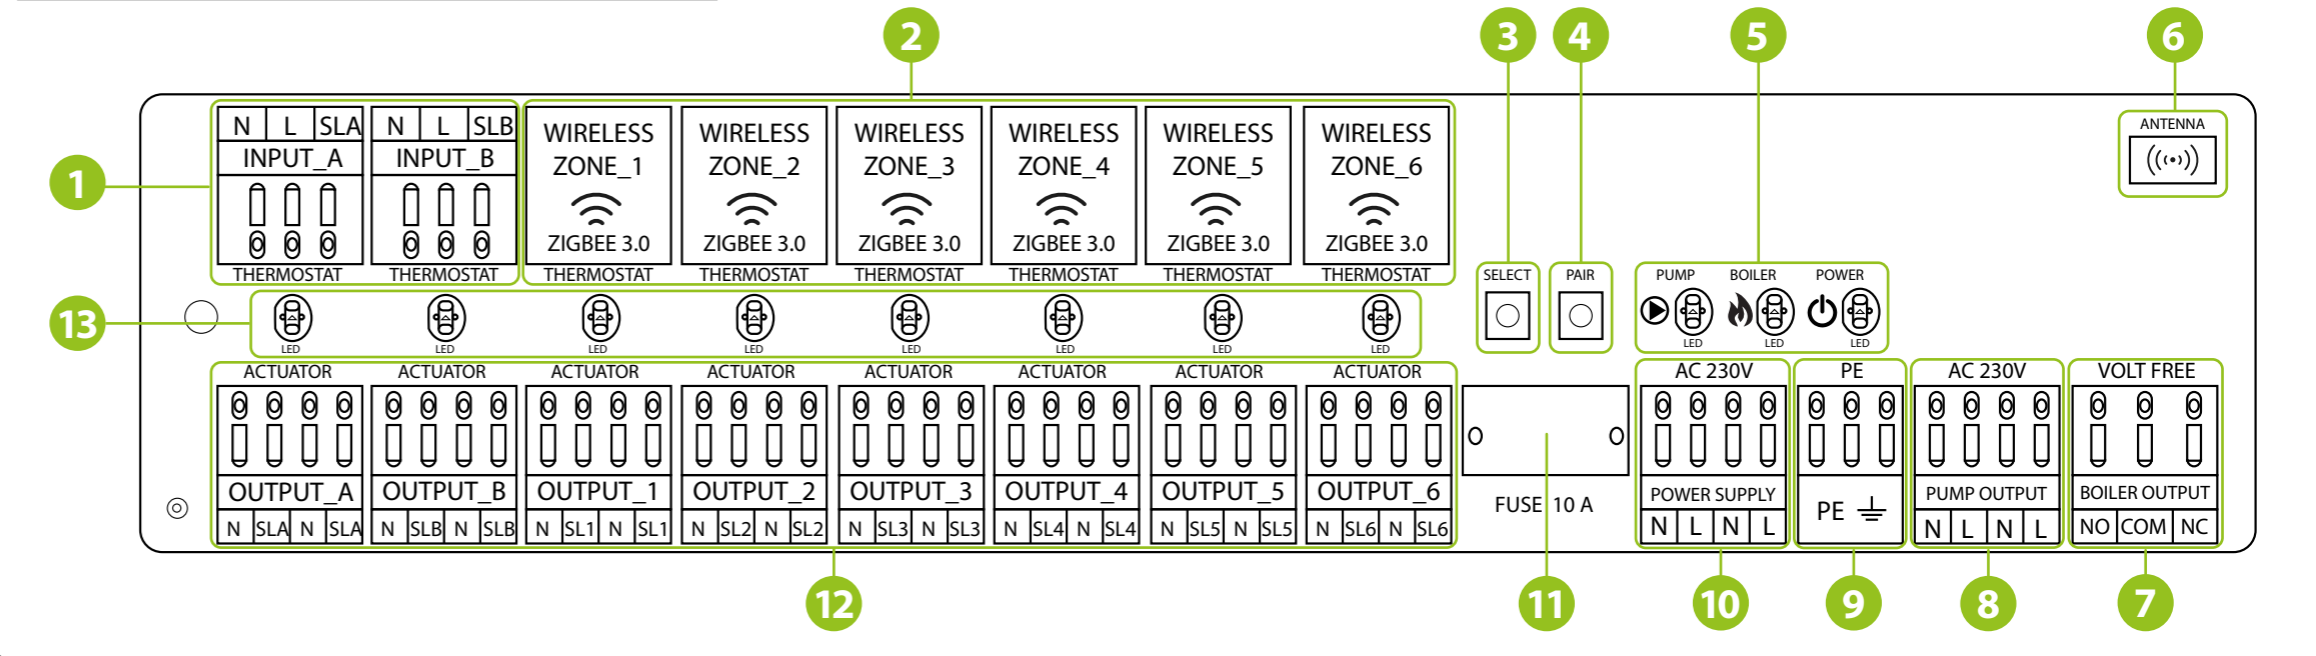 2 3 4 5 6
N L SLA N L SLB WIRELESS WIRELESS WIRELESS WIRELESS WIRELESS WIRELESS ANTENNA
INPUT_A INPUT_B ZONE_1 ZONE_2 ZONE_3 ZONE_4 ZONE_5 ZONE_6
1
ZIGBEE 3.0 ZIGBEE 3.0 ZIGBEE 3.0 ZIGBEE 3.0 ZIGBEE 3.0 ZIGBEE 3.0
THERMOSTAT THERMOSTAT THERMOSTAT THERMOSTAT THERMOSTAT THERMOSTAT THERMOSTAT THERMOSTAT SELECT PAIR PUMP BOILER POWER
13
LED LED LED LED LED LED LED LED LED LED LED
ACTUATOR ACTUATOR ACTUATOR ACTUATOR ACTUATOR ACTUATOR ACTUATOR ACTUATOR AC 230V PE AC 230V VOLT FREE
OUTPUT_A OUTPUT_B OUTPUT_1 OUTPUT_2 OUTPUT_3 OUTPUT_4 OUTPUT_5 OUTPUT_6 FUSE 10 A POWER SUPPLY PE PUMP OUTPUT BOILER OUTPUT
N SLA N SLA N SLB N SLB N SL1 N SL1 N SL2 N SL2 N SL3 N SL3 N SL4 N SL4 N SL5 N SL5 N SL6 N SL6 N L N L N L N L NO COM NC
12 11 10 9 8 7